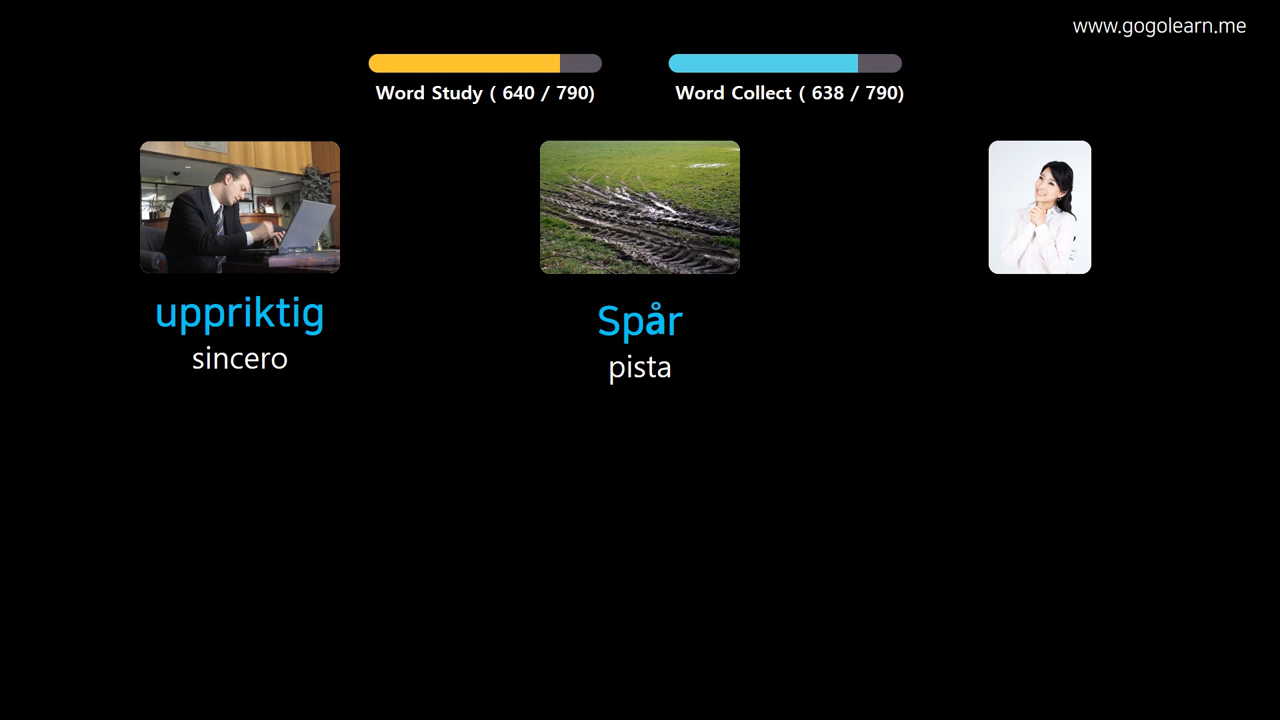 www.gogolearn.me
Word Study ( 640 / 790)
Word Collect ( 638 / 790)
uppriktig
sincero
Spår
pista